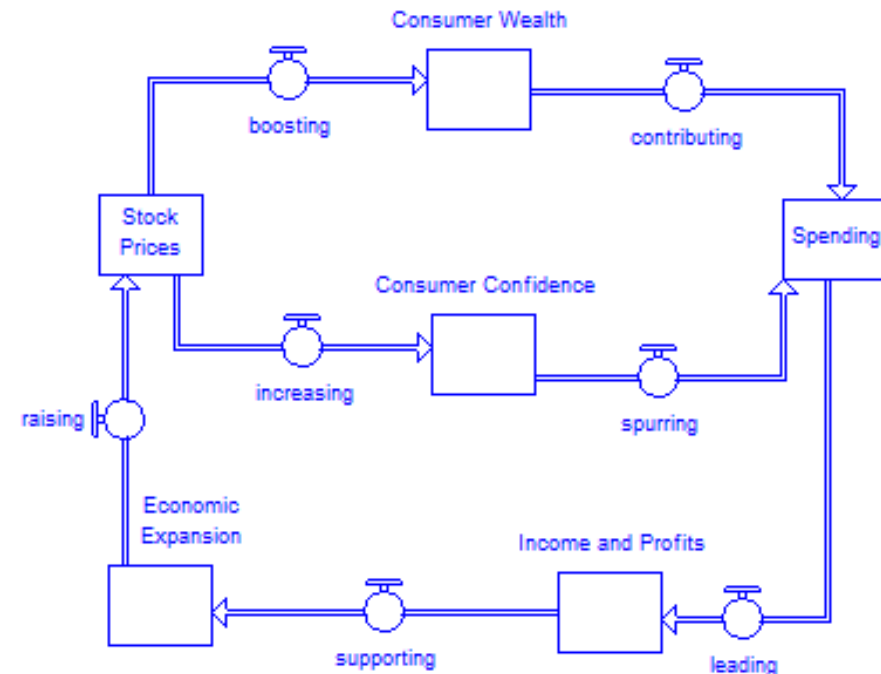 Consumer Wealth
boosting
contributing
Stock
Prices
Spending
Consumer Confidence
increasing
spurring
raising
Economic
Expansion
Income and Profits
supporting
leading